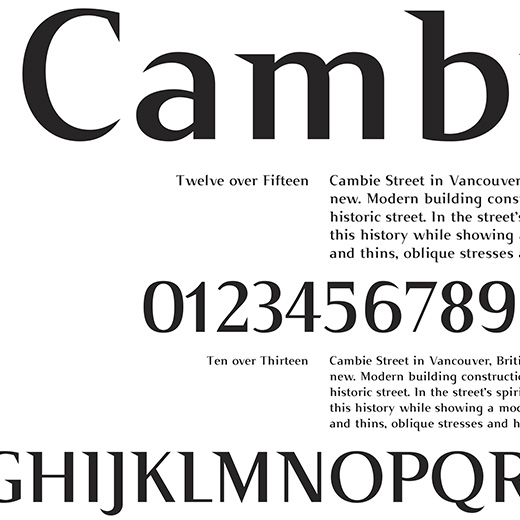 Camb
Twelve over Fifteen
Cambie Street in Vancouver
new. Modern building cons
historic street. In the street's
this history while showing
and thins, oblique stresses
0123456789
Ten over Thirteen
Cambie Street in Vancouver, Briti
new. Modern building constructi
historic street. In the street's spiri
this history while showing a mod
and thins, oblique stresses and h
GHIJKLMNOPQR